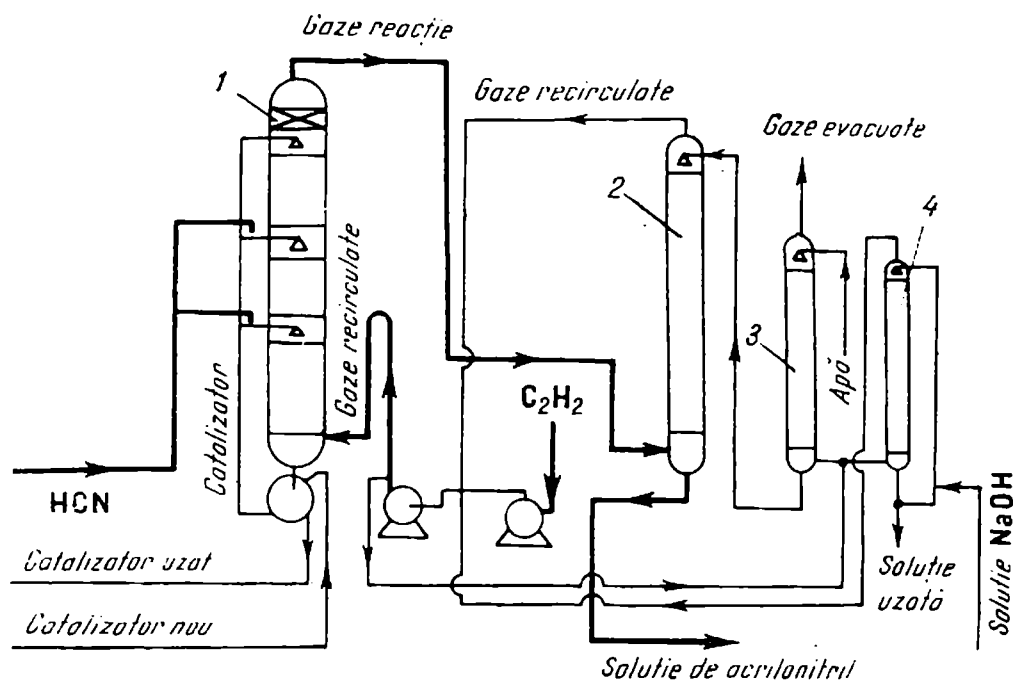 Gaze reacție
1
Gaze recirculate
Gaze evacuate
2
4
Gaze recirculate
3
Apă
C₂H₂
Catalizator
HCN
Catalizator uzat
Catalizator nou
Soluție
uzată
Soluție NaOH
Soluție de acrilonitril